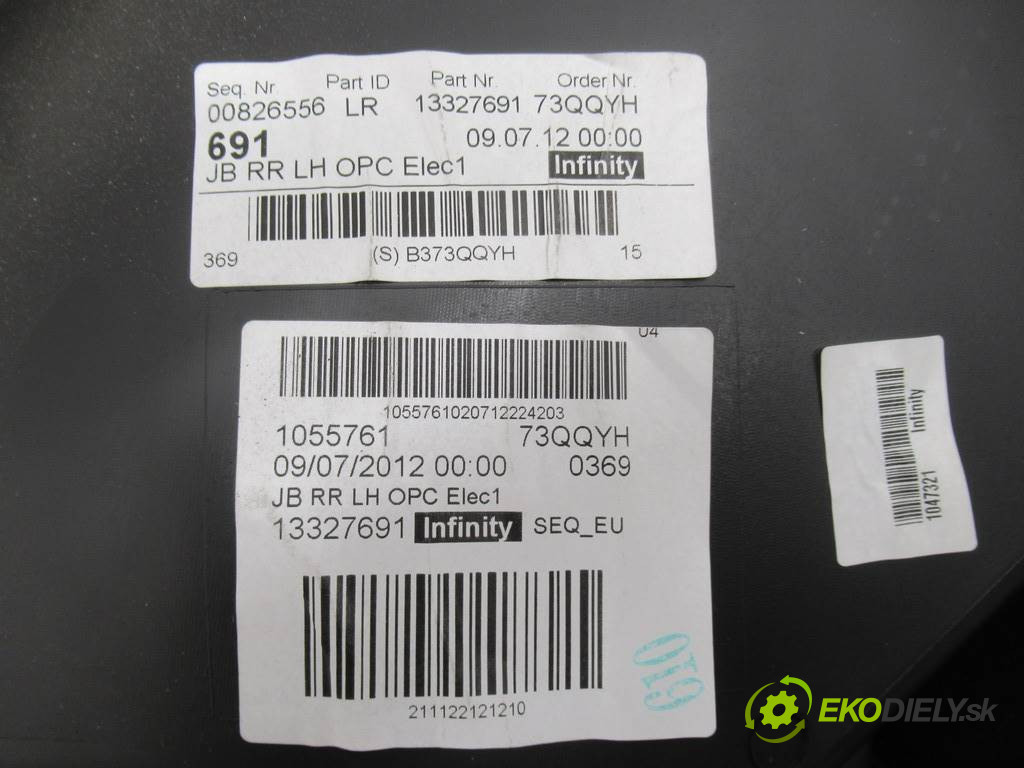 Seq. Nr. Part ID Part Nr. Order Nr.
00826556 LR 13327691 73QQYH
691 09.07.12 00:00
JB RR LH OPC Elec1 Infinity
369 (S) B373QQYH 15
04
1055761020712224203
1055761 73QQYH
09/07/2012 00:00 0369
JB RR LH OPC Elec1
13327691 Infinity SEQ_EU
211122121210
Infinity
1047321
EKODIELY.sk